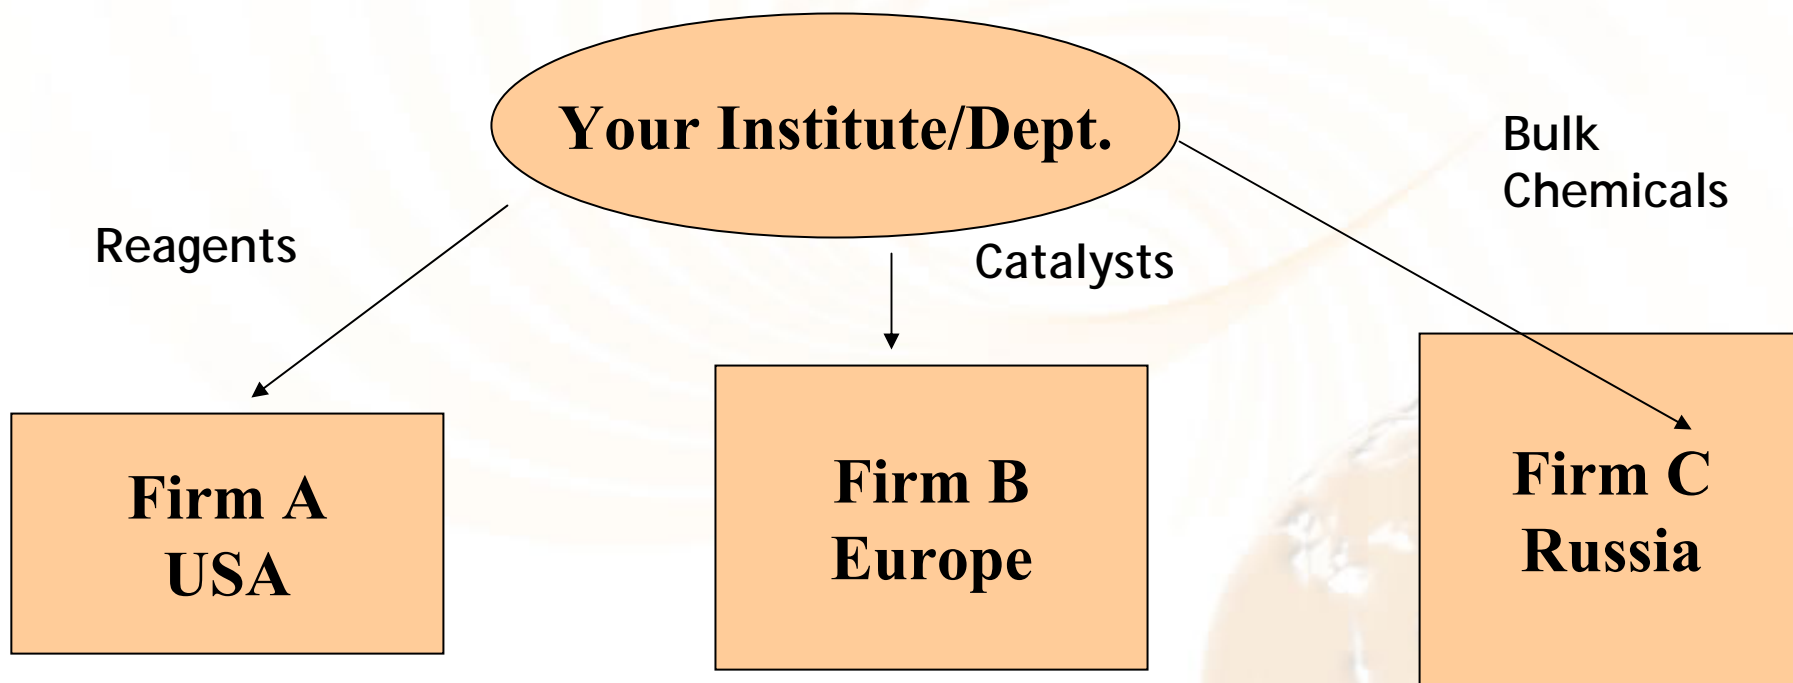 Your Institute/Dept.
Bulk
Chemicals
Reagents
Catalysts
Firm A
USA
Firm B
Europe
Firm C
Russia